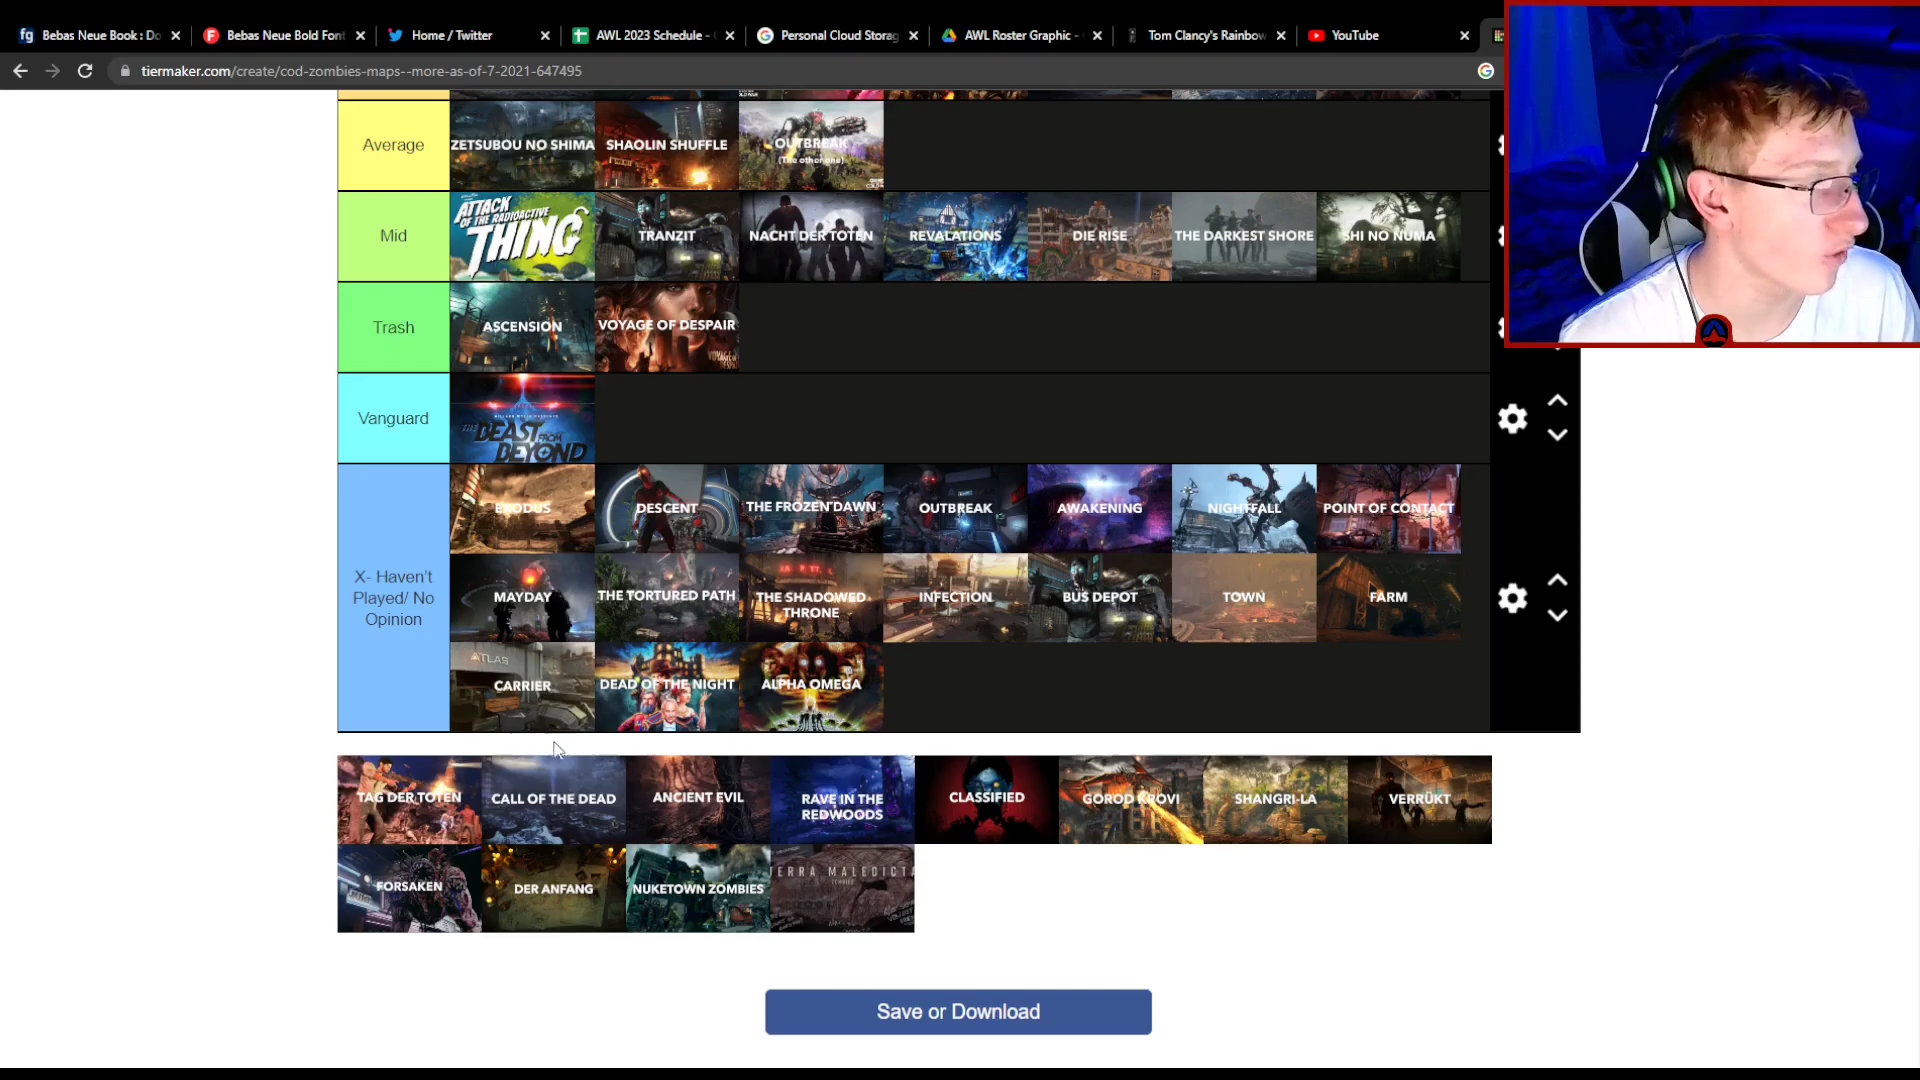 fg Bebas Neue Book : Do
Bebas Neue Bold Font
Home / Twitter
AWL 2023 Schedule -
Personal Cloud Storag
AWL Roster Graphic -
Tom Clancy's Rainbow
YouTube
tiermaker.com/create/cod-zombies-maps--more-as-of-7-2021-647495
Average
ZETSUBOU NO SHIMA
SHAOLIN SHUFFLE
OUTBREAK
(The other one)
Mid
ATTACK
OF THE RADIOACTIVE
THING
TRANZIT
NACHT DER TOTEN
REVALATIONS
DIE RISE
THE DARKEST SHORE
SHI NO NUMA
Trash
ASCENSION
VOYAGE OF DESPAIR
Vanguard
THE BEAST FROM
BEYOND
X- Haven't
Played/ No
Opinion
EXODUS
DESCENT
THE FROZEN DAWN
OUTBREAK
AWAKENING
NIGHTFALL
POINT OF CONTACT
MAYDAY
THE TORTURED PATH
THE SHADOWED
THRONE
INFECTION
BUS DEPOT
TOWN
FARM
ATLAS
CARRIER
DEAD OF THE NIGHT
ALPHA OMEGA
TAG DER TOTEN
CALL OF THE DEAD
ANCIENT EVIL
RAVE IN THE
REDWOODS
CLASSIFIED
GOROD KROVI
SHANGRI-LA
VERRÜKT
FORSAKEN
DER ANFANG
NUKETOWN ZOMBIES
TERRA MALEDICTA
ZOMBIES
Save or Download